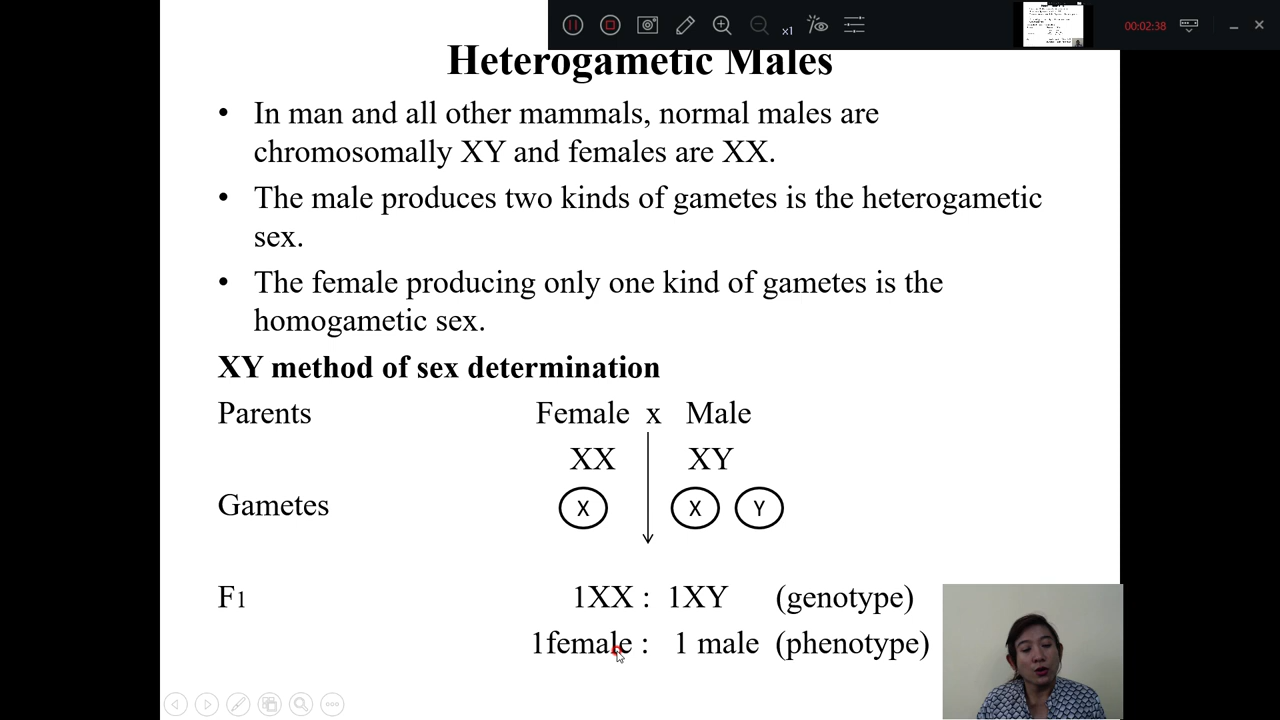 x1
00:02:38
Heterogametic Males
• In man and all other mammals, normal males are
chromosomally XY and females are XX.
• The male produces two kinds of gametes is the heterogametic
sex.
• The female producing only one kind of gametes is the
homogametic sex.
XY method of sex determination
Parents Female x Male
XX XY
Gametes X X Y
F1 1XX : 1XY (genotype)
1female : 1 male (phenotype)